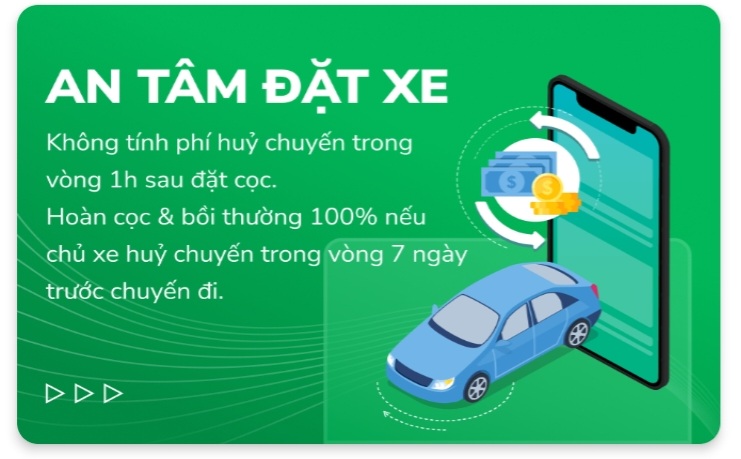 AN TÂM ĐẶT XE
Không tính phí huỷ chuyến trong
vòng 1h sau đặt cọc.
Hoàn cọc & bồi thường 100% nếu
chủ xe huỷ chuyến trong vòng 7 ngày
trước chuyến đi.